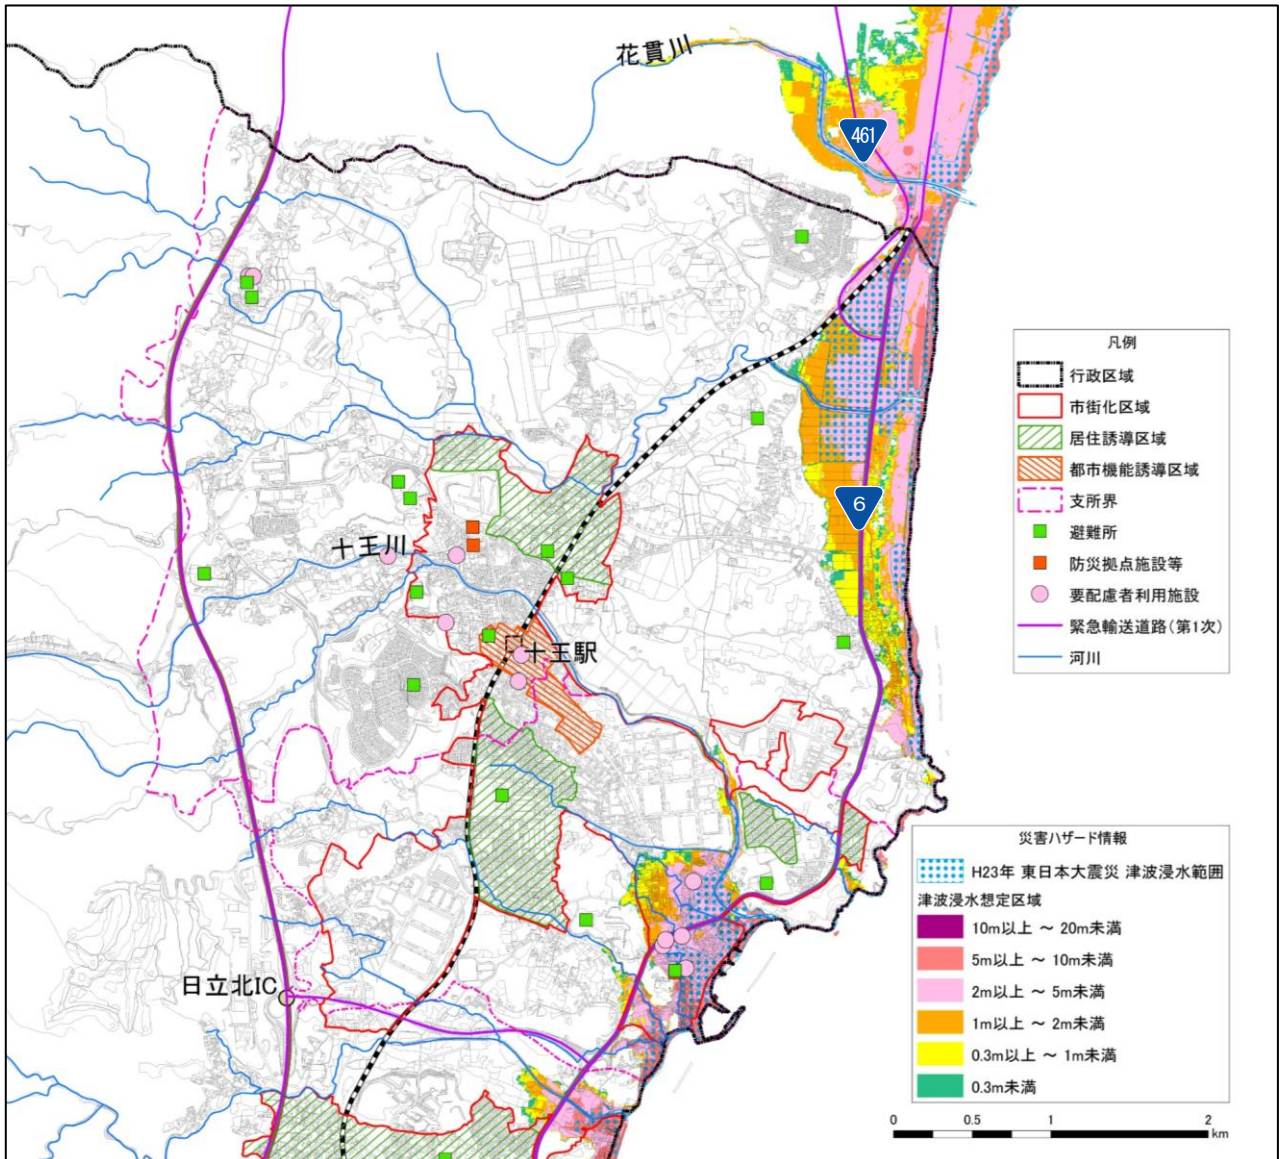 花貫川
461
凡例
行政区域
市街化区域
居住誘導区域
都市機能誘導区域
支所界
避難所
防災拠点施設等
要配慮者利用施設
緊急輸送道路(第1次)
河川
6
十王川
十王駅
日立北IC
災害ハザード情報
H23年 東日本大震災 津波浸水範囲
津波浸水想定区域
10m以上 ～ 20m未満
5m以上 ～ 10m未満
2m以上 ～ 5m未満
1m以上 ～ 2m未満
0.3m以上 ～ 1m未満
0.3m未満
0 0.5 1 2
km